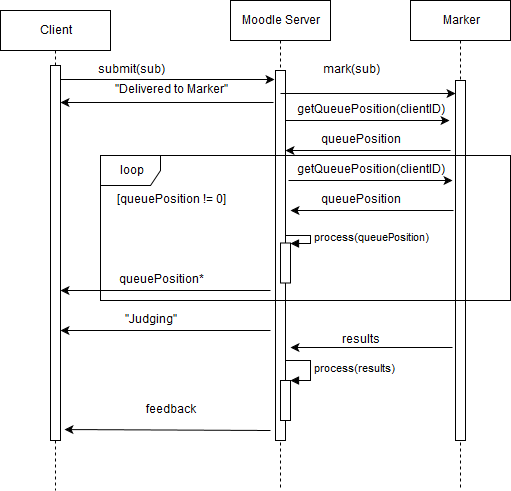 Client
Moodle Server
Marker
submit(sub)
mark(sub)
"Delivered to Marker"
getQueuePosition(clientID)
queuePosition
loop
getQueuePosition(clientID)
[queuePosition != 0]
queuePosition
process(queuePosition)
queuePosition*
"Judging"
results
process(results)
feedback